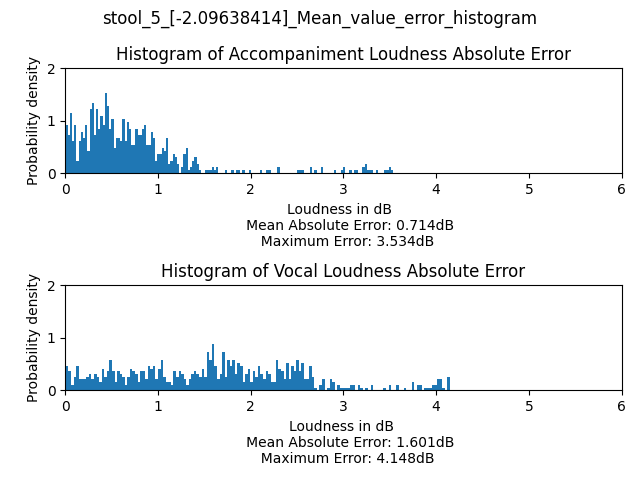 stool_5_[-2.09638414]_Mean_value_error_histogram
Histogram of Accompaniment Loudness Absolute Error
Probability density
2
1
0
0 1 2 3 4 5 6
Loudness in dB
Mean Absolute Error: 0.714dB
Maximum Error: 3.534dB
Histogram of Vocal Loudness Absolute Error
Probability density
2
1
0
0 1 2 3 4 5 6
Loudness in dB
Mean Absolute Error: 1.601dB
Maximum Error: 4.148dB